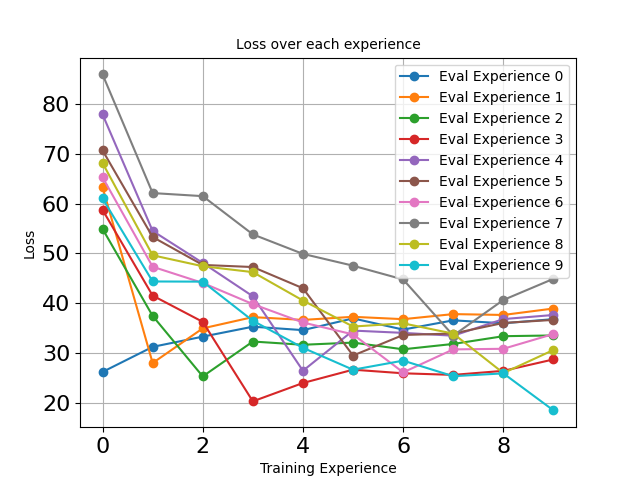 Loss over each experience
Eval Experience 0
Eval Experience 1
Eval Experience 2
Eval Experience 3
Eval Experience 4
Eval Experience 5
Eval Experience 6
Eval Experience 7
Eval Experience 8
Eval Experience 9
Loss
80
70
60
50
40
30
20
0 2 4 6 8
Training Experience